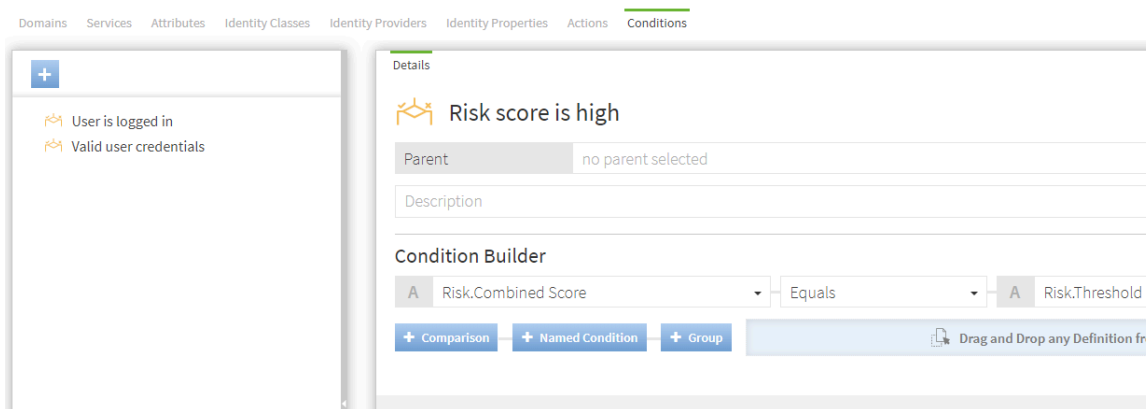 Domains Services Attributes Identity Classes Identity Providers Identity Properties Actions Conditions
+
User is logged in
Valid user credentials
Details
Risk score is high
Parent no parent selected
Description
Condition Builder
A Risk.Combined Score Equals A Risk.Threshold
+ Comparison + Named Condition + Group Drag and Drop any Definition